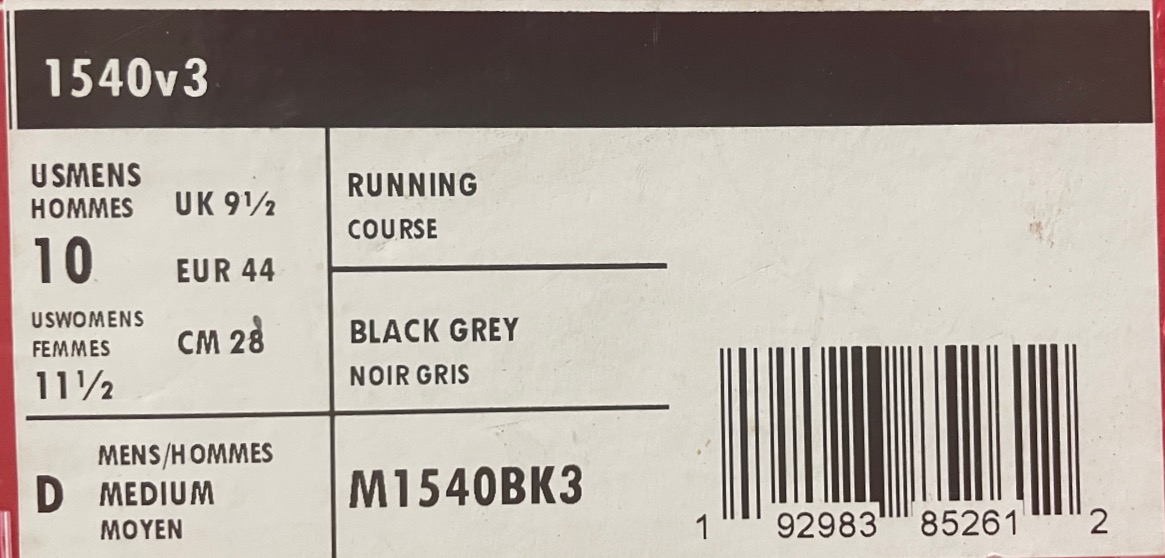 1540v3
USMENS
HOMMES
10
UK 9½
EUR 44
USWOMENS
FEMMES
11½
CM 28
RUNNING
COURSE
BLACK GREY
NOIR GRIS
D
MENS/HOMMES
MEDIUM
MOYEN
M1540BK3
1 92983 85261 2